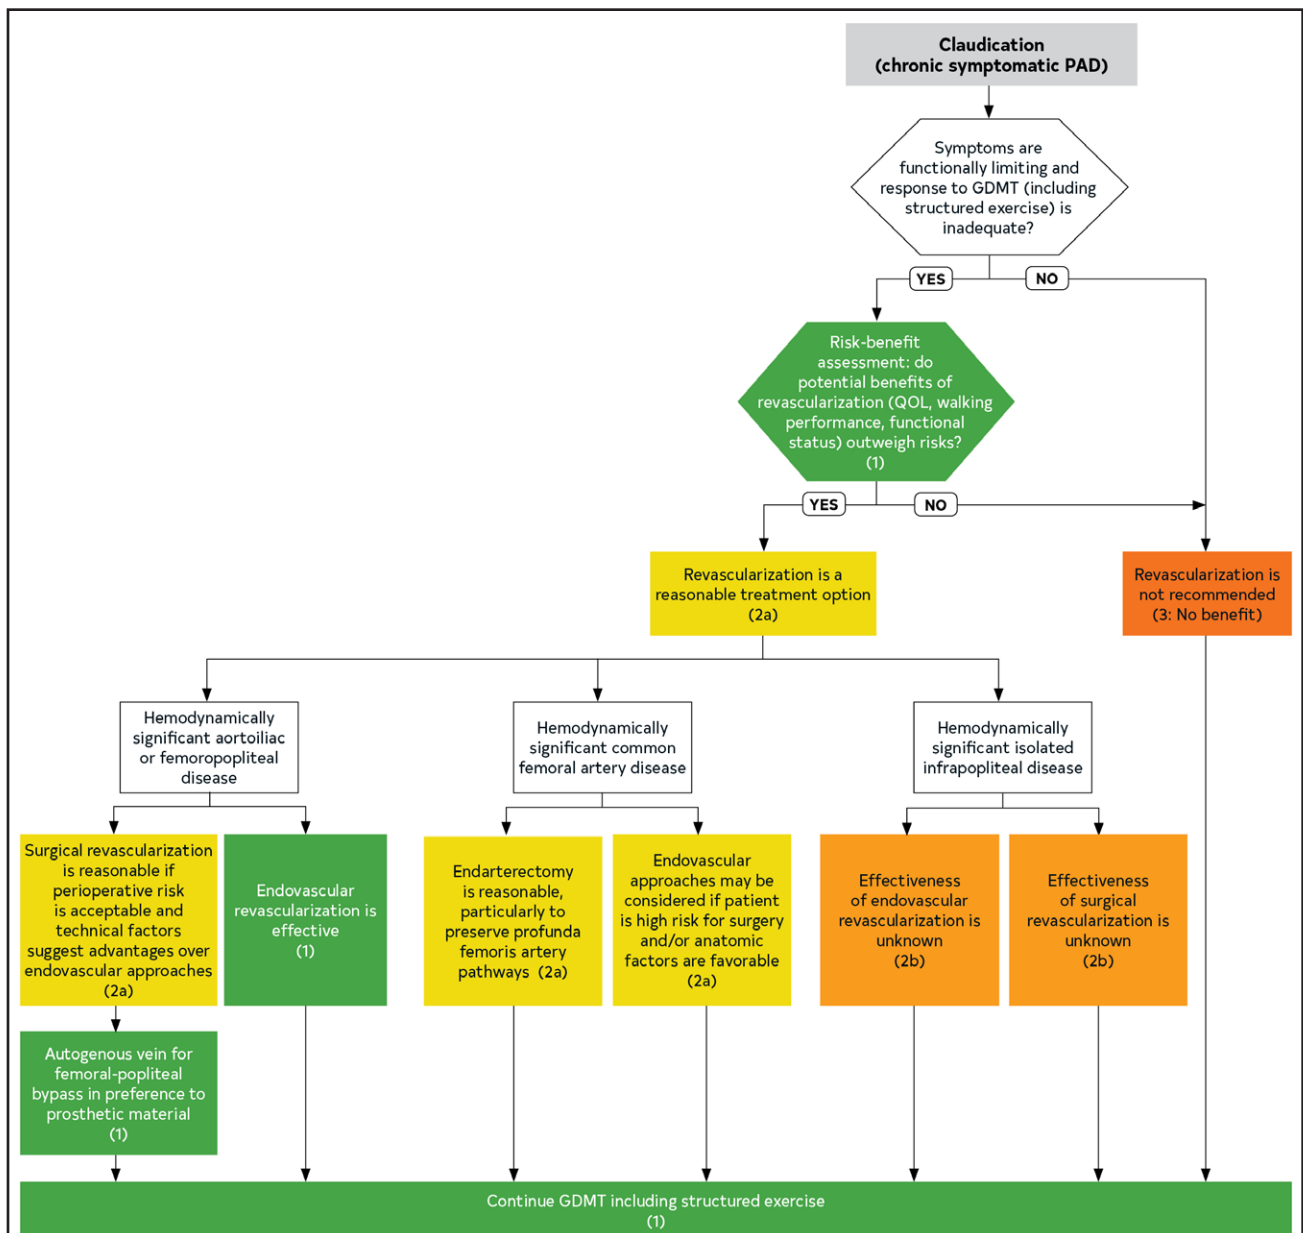 Claudication
(chronic symptomatic PAD)
Symptoms are
functionally limiting and
response to GDMT (including
structured exercise) is
inadequate?
YES
NO
Risk-benefit
assessment: do
potential benefits of
revascularization (QOL, walking
performance, functional
status) outweigh risks?
(1)
YES
NO
Revascularization is a
reasonable treatment option
(2a)
Revascularization is
not recommended
(3: No benefit)
Hemodynamically
significant aortoiliac
or femoropopliteal
disease
Hemodynamically
significant common
femoral artery disease
Hemodynamically
significant isolated
infrapopliteal disease
Surgical revascularization
is reasonable if
perioperative risk
is acceptable and
technical factors
suggest advantages over
endovascular approaches
(2a)
Endovascular
revascularization is
effective
(1)
Endarterectomy
is reasonable,
particularly to
preserve profunda
femoris artery
pathways (2a)
Endovascular
approaches may be
considered if patient
is high risk for surgery
and/or anatomic
factors are favorable
(2a)
Effectiveness
of endovascular
revascularization is
unknown
(2b)
Effectiveness
of surgical
revascularization is
unknown
(2b)
Autogenous vein for
femoral-popliteal
bypass in preference to
prosthetic material
(1)
Continue GDMT including structured exercise
(1)